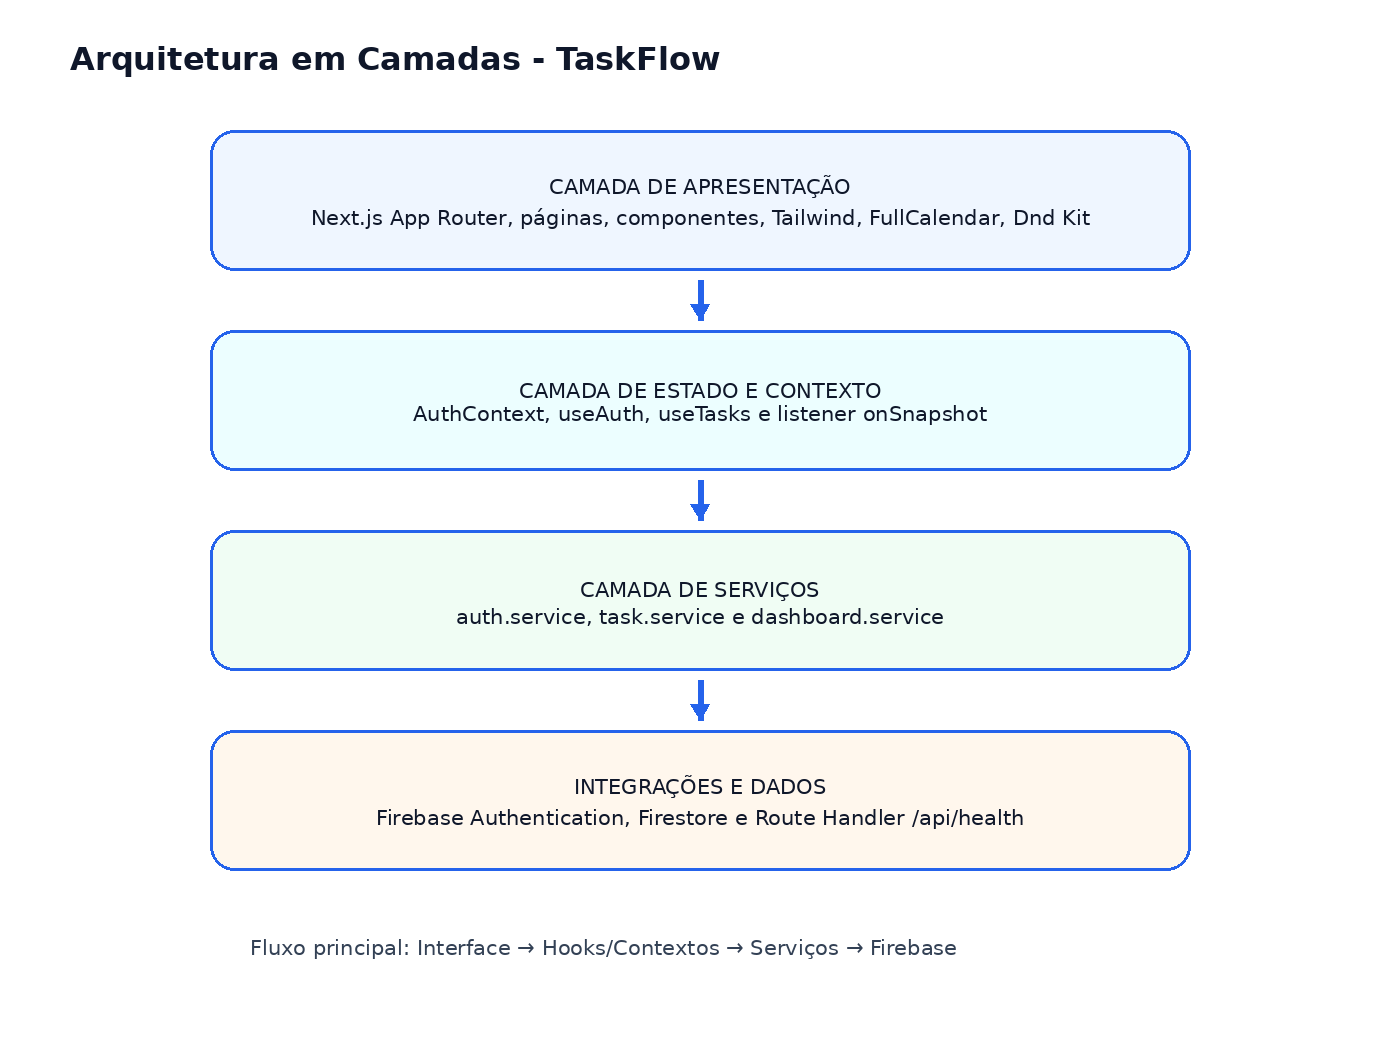 Arquitetura em Camadas - TaskFlow
CAMADA DE APRESENTAÇÃO
Next.js App Router, páginas, componentes, Tailwind, FullCalendar, Dnd Kit
CAMADA DE ESTADO E CONTEXTO
AuthContext, useAuth, useTasks e listener onSnapshot
CAMADA DE SERVIÇOS
auth.service, task.service e dashboard.service
INTEGRAÇÕES E DADOS
Firebase Authentication, Firestore e Route Handler /api/health
Fluxo principal: Interface → Hooks/Contextos → Serviços → Firebase